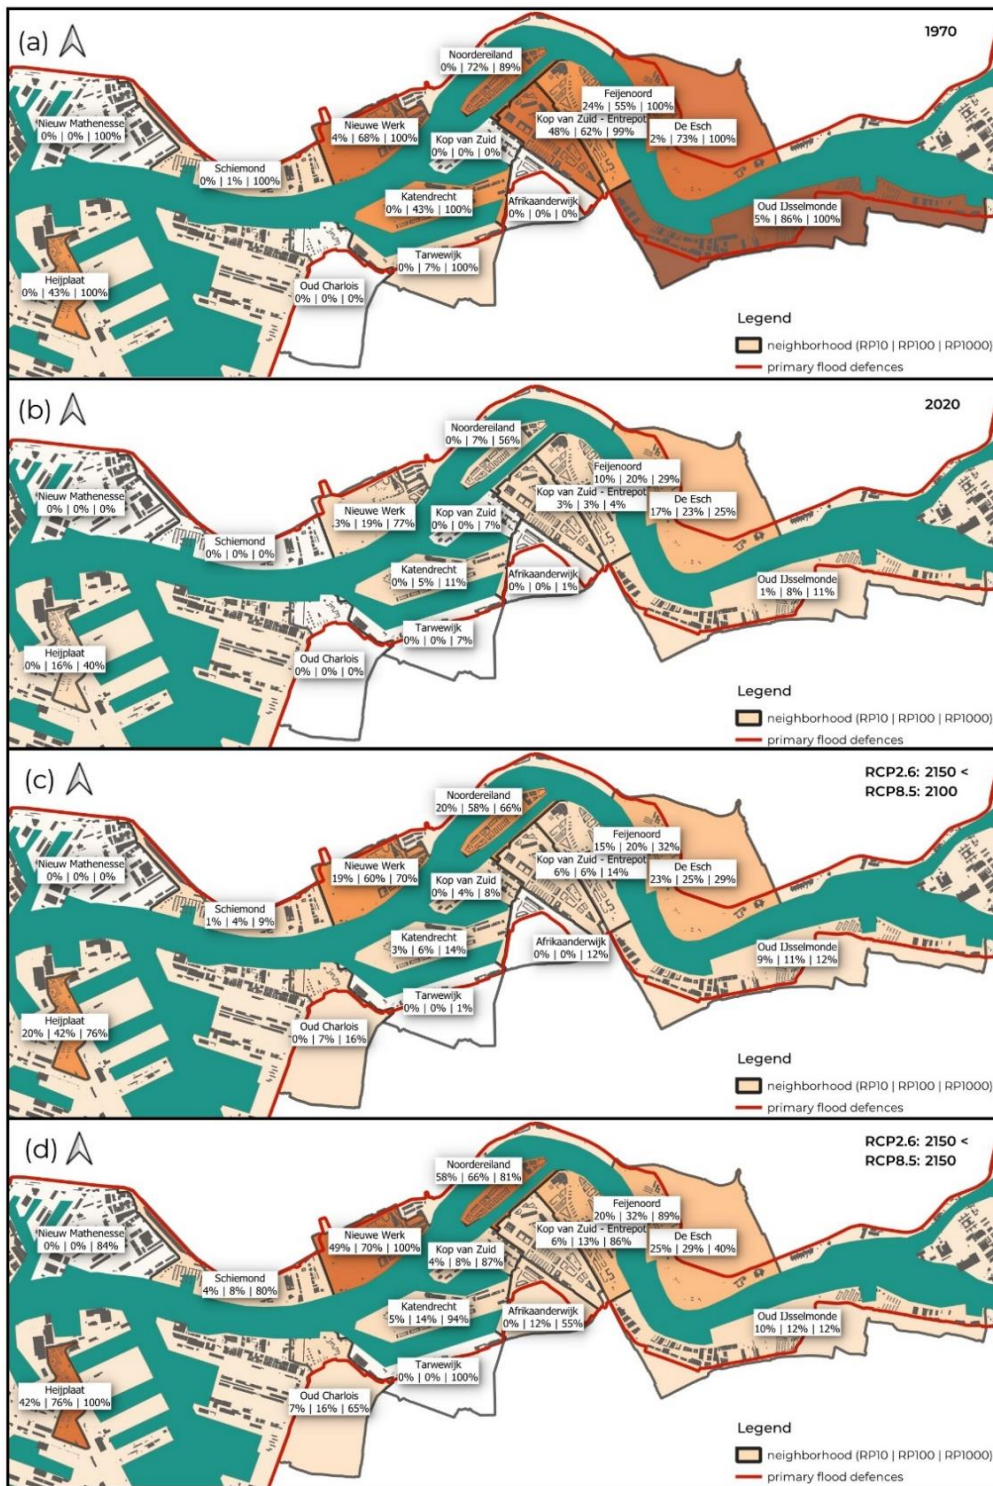 (a)
1970
Noordereiland
0% | 72% | 89%
Feijenoord
24% | 55% | 100%
Nieuw Mathenesse
0% | 0% | 100%
Nieuwe Werk
4% | 68% | 100%
Kop van Zuid - Entrepot
48% | 62% | 99%
De Esch
2% | 73% | 100%
Kop van Zuid
0% | 0% | 0%
Schiemond
0% | 1% | 100%
Katendrecht
0% | 43% | 100%
Afrikaanderwijk
0% | 0% | 0%
Oud IJsselmonde
5% | 86% | 100%
Tarwewijk
0% | 7% | 100%
Heijplaat
0% | 43% | 100%
Oud Charlois
0% | 0% | 0%
Legend
neighborhood (RP10 | RP100 | RP1000)
primary flood defences
(b)
2020
Noordereiland
0% | 7% | 56%
Feijenoord
10% | 20% | 29%
Nieuw Mathenesse
0% | 0% | 0%
Nieuwe Werk
3% | 19% | 77%
Kop van Zuid - Entrepot
3% | 3% | 4%
De Esch
17% | 23% | 25%
Kop van Zuid
0% | 0% | 7%
Schiemond
0% | 0% | 0%
Katendrecht
0% | 5% | 11%
Afrikaanderwijk
0% | 0% | 1%
Oud IJsselmonde
1% | 8% | 11%
Tarwewijk
0% | 0% | 7%
Heijplaat
0% | 16% | 40%
Oud Charlois
0% | 0% | 0%
Legend
neighborhood (RP10 | RP100 | RP1000)
primary flood defences
(c)
RCP2.6: 2150 <
RCP8.5: 2100
Noordereiland
20% | 58% | 66%
Feijenoord
15% | 20% | 32%
Nieuw Mathenesse
0% | 0% | 0%
Nieuwe Werk
19% | 60% | 70%
Kop van Zuid - Entrepot
6% | 6% | 14%
De Esch
23% | 25% | 29%
Kop van Zuid
0% | 4% | 8%
Schiemond
1% | 4% | 9%
Katendrecht
3% | 6% | 14%
Afrikaanderwijk
0% | 0% | 12%
Oud IJsselmonde
9% | 11% | 12%
Tarwewijk
0% | 0% | 1%
Heijplaat
20% | 42% | 76%
Oud Charlois
0% | 7% | 16%
Legend
neighborhood (RP10 | RP100 | RP1000)
primary flood defences
(d)
RCP2.6: 2150 <
RCP8.5: 2150
Noordereiland
58% | 66% | 81%
Feijenoord
20% | 32% | 89%
Nieuw Mathenesse
0% | 0% | 84%
Nieuwe Werk
49% | 70% | 100%
Kop van Zuid - Entrepot
6% | 13% | 86%
De Esch
25% | 29% | 40%
Kop van Zuid
4% | 8% | 87%
Schiemond
4% | 8% | 80%
Katendrecht
5% | 14% | 94%
Afrikaanderwijk
0% | 12% | 55%
Oud IJsselmonde
10% | 12% | 12%
Tarwewijk
0% | 0% | 100%
Heijplaat
42% | 76% | 100%
Oud Charlois
7% | 16% | 65%
Legend
neighborhood (RP10 | RP100 | RP1000)
primary flood defences